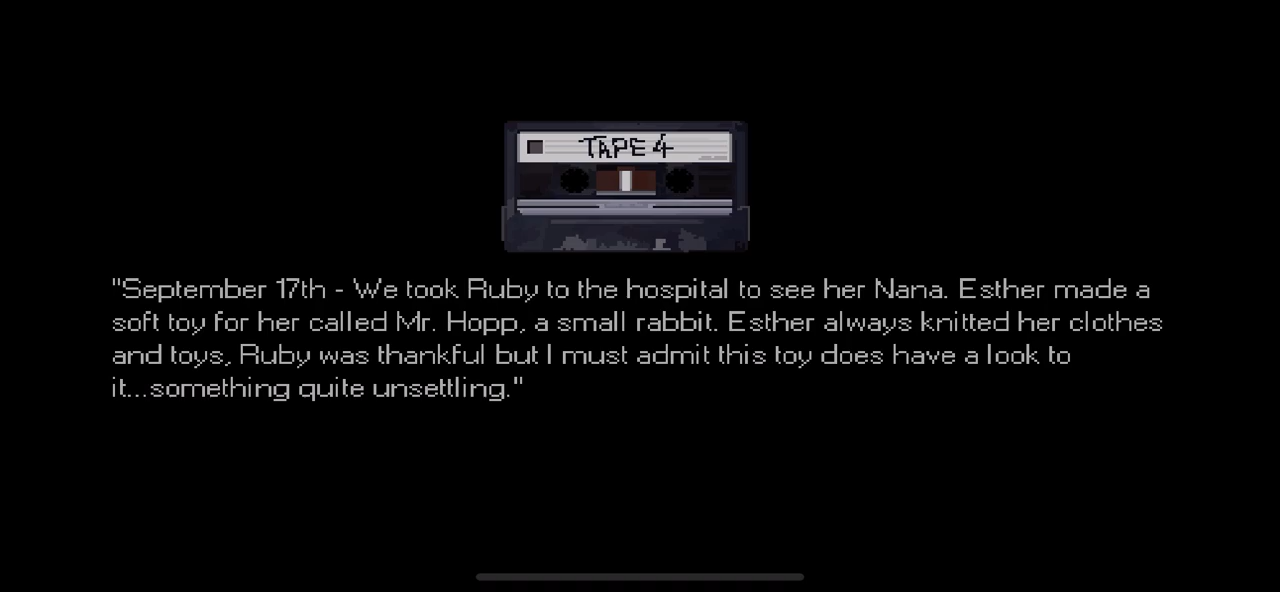 TAPE 4
"September 17th - We took Ruby to the hospital to see her Nana. Esther made a
soft toy for her called Mr. Hopp, a small rabbit. Esther always knitted her clothes
and toys, Ruby was thankful but I must admit this toy does have a look to
it...something quite unsettling."